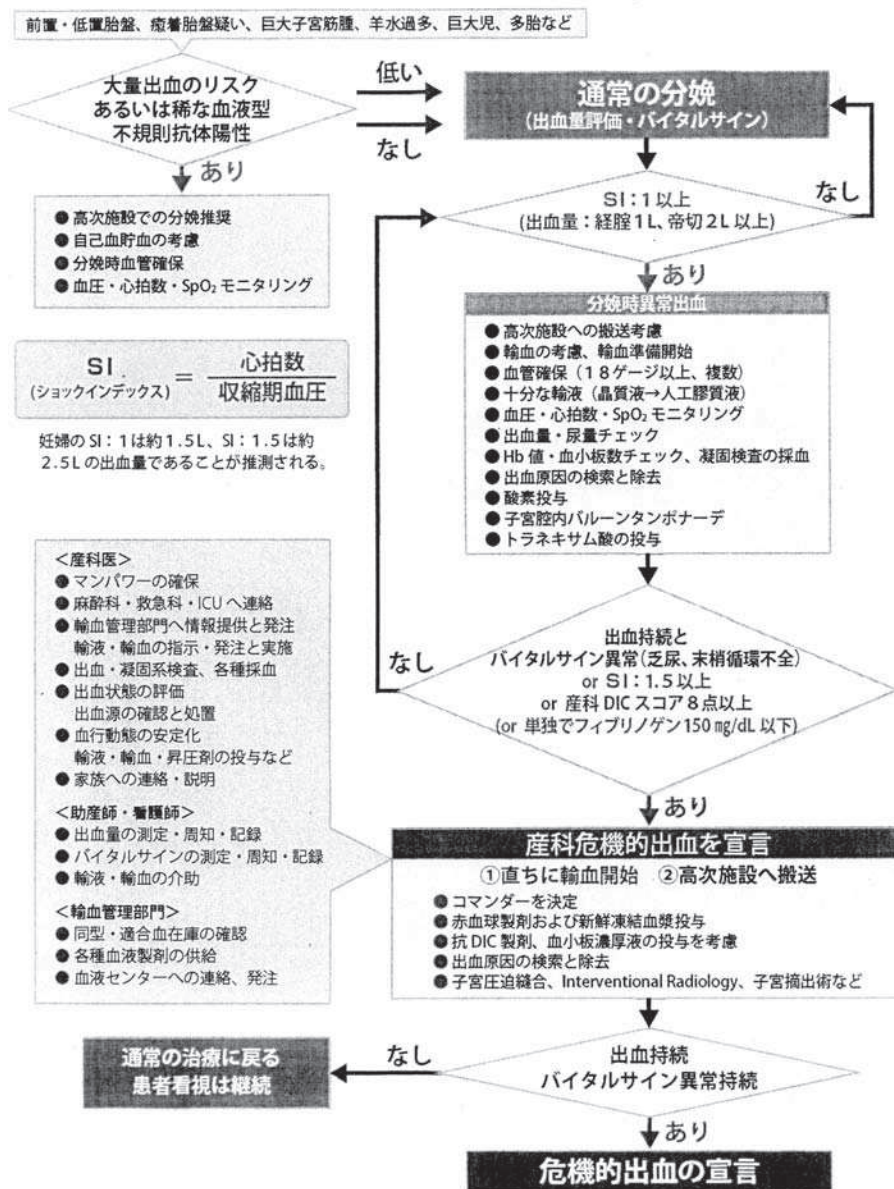 前置・低置胎盤、癒着胎盤疑い、巨大子宮筋腫、羊水過多、巨大児、多胎など
大量出血のリスク
あるいは稀な血液型
不規則抗体陽性
低い
なし
あり
通常の分娩
(出血量評価・バイタルサイン)
●高次施設での分娩推奨
●自己血貯血の考慮
●分娩時血管確保
●血圧・心拍数・SpO₂モニタリング
SI:1以上
(出血量:経腟1L、帝切2L以上)
なし
あり
SI
(ショックインデックス)
=
心拍数
収縮期血圧
妊婦のSI:1は約1.5L、SI:1.5は約
2.5Lの出血量であることが推測される。
分娩時異常出血
●高次施設への搬送考慮
●輸血の考慮、輸血準備開始
●血管確保(18ゲージ以上、複数)
●十分な輸液(晶質液→人工膠質液)
●血圧・心拍数・SpO₂モニタリング
●出血量・尿量チェック
●Hb値・血小板数チェック、凝固検査の採血
●出血原因の検索と除去
●酸素投与
●子宮腔内バルーンタンポナーデ
●トラネキサム酸の投与
出血持続と
バイタルサイン異常(乏尿、末梢循環不全)
or SI:1.5以上
or 産科DICスコア8点以上
(or 単独でフィブリノゲン150㎎/dL以下)
なし
あり
<産科医>
●マンパワーの確保
●麻酔科・救急科・ICUへ連絡
●輸血管理部門へ情報提供と発注
輸液・輸血の指示・発注と実施
●出血・凝固系検査、各種採血
●出血状態の評価
出血源の確認と処置
●血行動態の安定化
輸液・輸血・昇圧剤の投与など
●家族への連絡・説明
<助産師・看護師>
●出血量の測定・周知・記録
●バイタルサインの測定・周知・記録
●輸液・輸血の介助
<輸血管理部門>
●同型・適合血在庫の確認
●各種血液製剤の供給
●血液センターへの連絡、発注
産科危機的出血を宣言
①直ちに輸血開始 ②高次施設へ搬送
●コマンダーを決定
●赤血球製剤および新鮮凍結血漿投与
●抗DIC製剤、血小板濃厚液の投与を考慮
●出血原因の検索と除去
●子宮圧迫縫合、Interventional Radiology、子宮摘出術など
出血持続
バイタルサイン異常持続
なし
通常の治療に戻る
患者看視は継続
あり
危機的出血の宣言